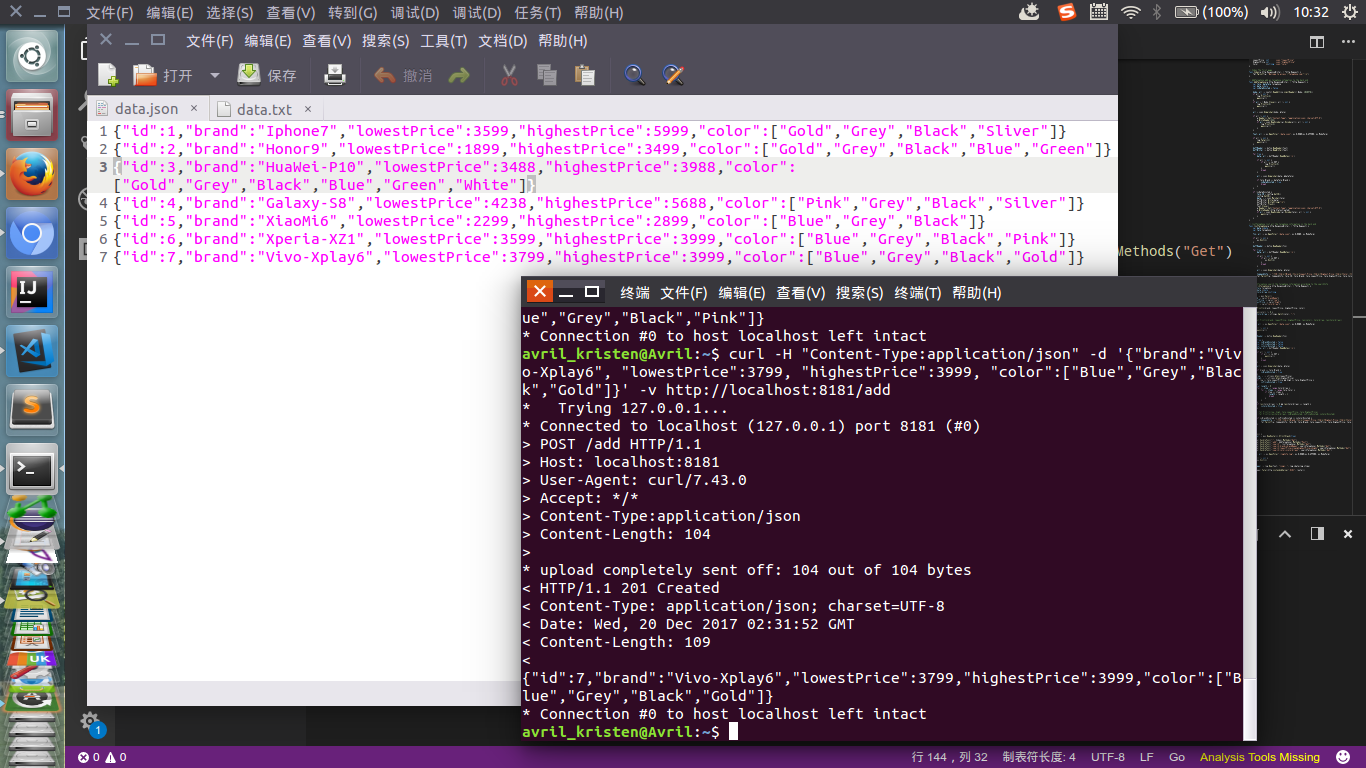 文件(F) 编辑(E) 选择(S) 查看(V) 转到(G) 调试(D) 调试(D) 任务(T) 帮助(H)
(100%) 10:32
文件(F) 编辑(E) 查看(V) 搜索(S) 工具(T) 文档(D) 帮助(H)
打开 保存 撤消
data.json × data.txt ×
1 {"id":1,"brand":"Iphone7","lowestPrice":3599,"highestPrice":5999,"color":["Gold","Grey","Black","Sliver"]}
2 {"id":2,"brand":"Honor9","lowestPrice":1899,"highestPrice":3499,"color":["Gold","Grey","Black","Blue","Green"]}
3 {"id":3,"brand":"HuaWei-P10","lowestPrice":3488,"highestPrice":3988,"color":
["Gold","Grey","Black","Blue","Green","White"]}
4 {"id":4,"brand":"Galaxy-S8","lowestPrice":4238,"highestPrice":5688,"color":["Pink","Grey","Black","Silver"]}
5 {"id":5,"brand":"XiaoMi6","lowestPrice":2299,"highestPrice":2899,"color":["Blue","Grey","Black"]}
6 {"id":6,"brand":"Xperia-XZ1","lowestPrice":3599,"highestPrice":3999,"color":["Blue","Grey","Black","Pink"]}
7 {"id":7,"brand":"Vivo-Xplay6","lowestPrice":3799,"highestPrice":3999,"color":["Blue","Grey","Black","Gold"]}
Methods("Get")
终端 文件(F) 编辑(E) 查看(V) 搜索(S) 终端(T) 帮助(H)
ue","Grey","Black","Pink"]}
* Connection #0 to host localhost left intact
avril_kristen@Avril:~$ curl -H "Content-Type:application/json" -d '{"brand":"Viv
o-Xplay6", "lowestPrice":3799, "highestPrice":3999, "color":["Blue","Grey","Blac
k","Gold"]}' -v http://localhost:8181/add
*   Trying 127.0.0.1...
* Connected to localhost (127.0.0.1) port 8181 (#0)
> POST /add HTTP/1.1
> Host: localhost:8181
> User-Agent: curl/7.43.0
> Accept: */*
> Content-Type:application/json
> Content-Length: 104
>
* upload completely sent off: 104 out of 104 bytes
< HTTP/1.1 201 Created
< Content-Type: application/json; charset=UTF-8
< Date: Wed, 20 Dec 2017 02:31:52 GMT
< Content-Length: 109
<
{"id":7,"brand":"Vivo-Xplay6","lowestPrice":3799,"highestPrice":3999,"color":["B
lue","Grey","Black","Gold"]}
* Connection #0 to host localhost left intact
avril_kristen@Avril:~$
IJ
S
UK
1
0 0 行 144，列 32 制表符长度: 4 UTF-8 LF Go Analysis Tools Missing